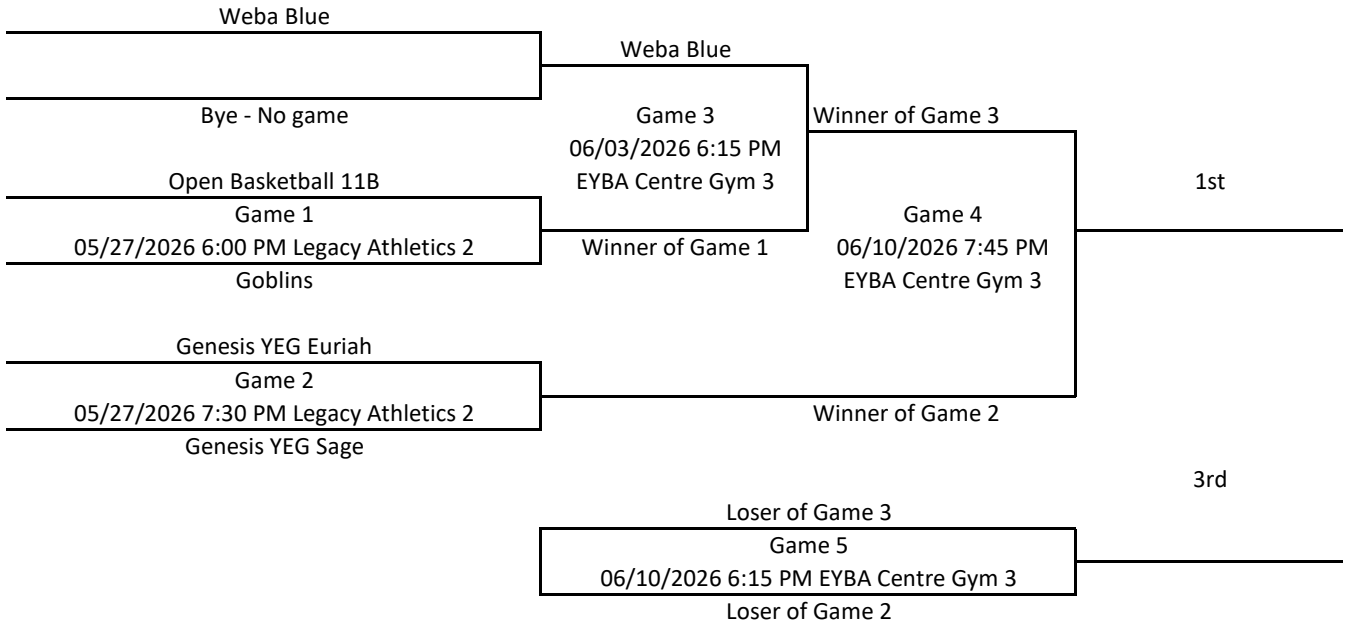 Weba Blue
Weba Blue
Bye - No game
Game 3
Winner of Game 3
06/03/2026 6:15 PM
Open Basketball 11B
EYBA Centre Gym 3
1st
Game 1
Game 4
05/27/2026 6:00 PM Legacy Athletics 2
Winner of Game 1
06/10/2026 7:45 PM
Goblins
EYBA Centre Gym 3
Genesis YEG Euriah
Game 2
05/27/2026 7:30 PM Legacy Athletics 2
Winner of Game 2
Genesis YEG Sage
3rd
Loser of Game 3
Game 5
06/10/2026 6:15 PM EYBA Centre Gym 3
Loser of Game 2